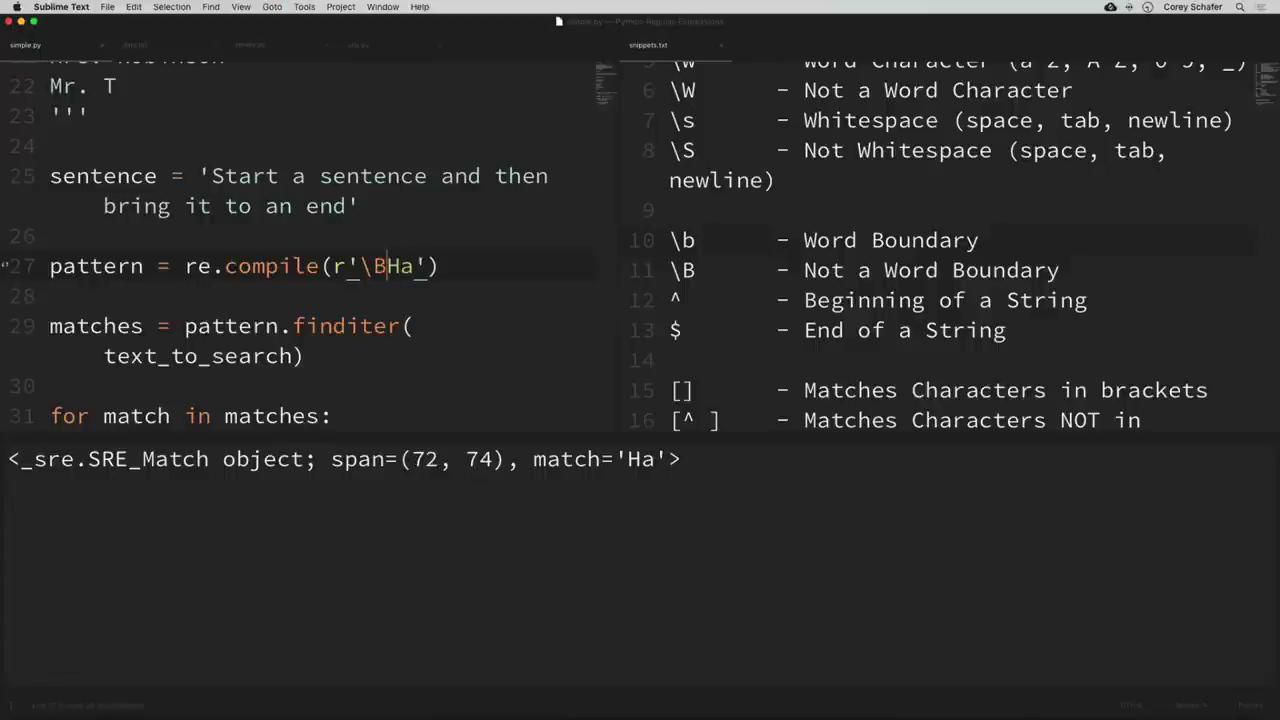 Sublime Text File Edit Selection Find View Goto Tools Project Window Help Corey Schafer
simple.py — Python-Regular-Expressions
simple.py
snippets.txt
22 Mr. T
23 '''
24
25 sentence = 'Start a sentence and then
bring it to an end'
26
27 pattern = re.compile(r'\BHa')
28
29 matches = pattern.finditer(
text_to_search)
30
31 for match in matches:
6 \W - Not a Word Character
7 \s - Whitespace (space, tab, newline)
8 \S - Not Whitespace (space, tab,
newline)
9
10 \b - Word Boundary
11 \B - Not a Word Boundary
12 ^ - Beginning of a String
13 $ - End of a String
14
15 [] - Matches Characters in brackets
16 [^ ] - Matches Characters NOT in
<_sre.SRE_Match object; span=(72, 74), match='Ha'>